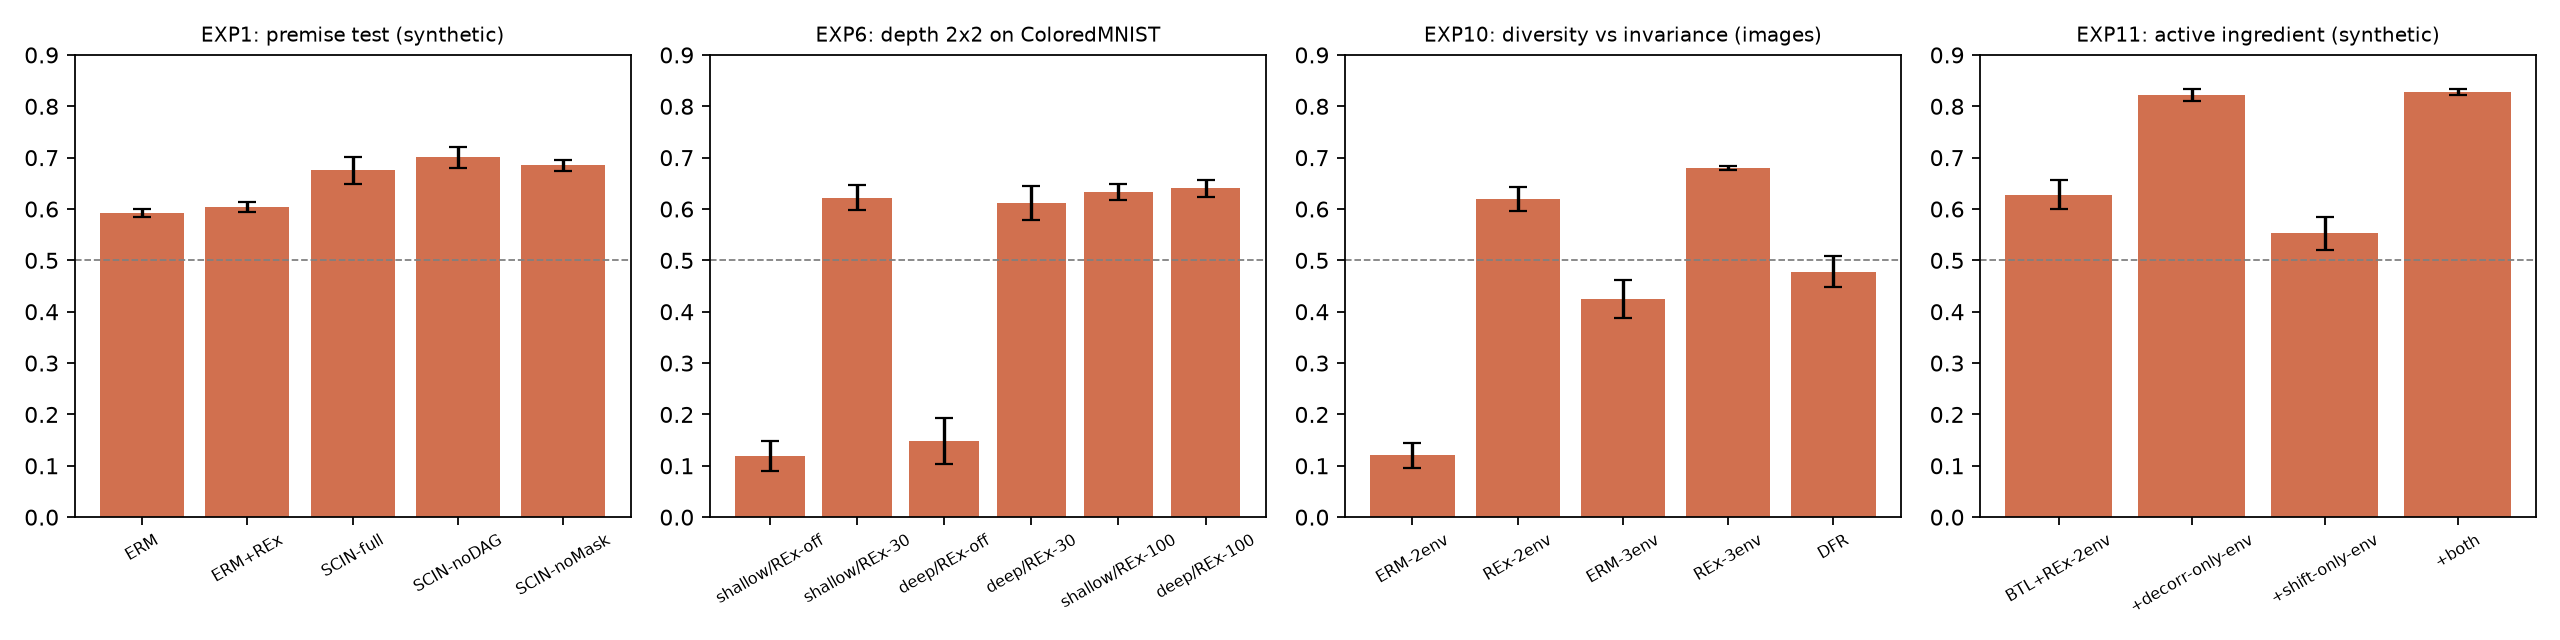 EXP1: premise test (synthetic)
0.9
0.8
0.7
0.6
0.5
0.4
0.3
0.2
0.1
0.0
ERM
ERM+REx
SCIN-full
SCIN-noDAG
SCIN-noMask
EXP6: depth 2x2 on ColoredMNIST
0.9
0.8
0.7
0.6
0.5
0.4
0.3
0.2
0.1
0.0
shallow/REx-off
shallow/REx-30
deep/REx-off
deep/REx-30
shallow/REx-100
deep/REx-100
EXP10: diversity vs invariance (images)
0.9
0.8
0.7
0.6
0.5
0.4
0.3
0.2
0.1
0.0
ERM-2env
REx-2env
ERM-3env
REx-3env
DFR
EXP11: active ingredient (synthetic)
0.9
0.8
0.7
0.6
0.5
0.4
0.3
0.2
0.1
0.0
BTL+REx-2env
+decorr-only-env
+shift-only-env
+both